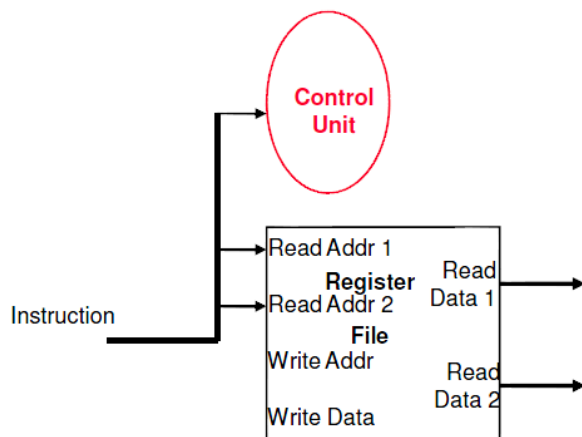 Control
Unit
Read Addr 1
Register
Read
Data 1
Read Addr 2
Instruction
File
Write Addr
Read
Data 2
Write Data